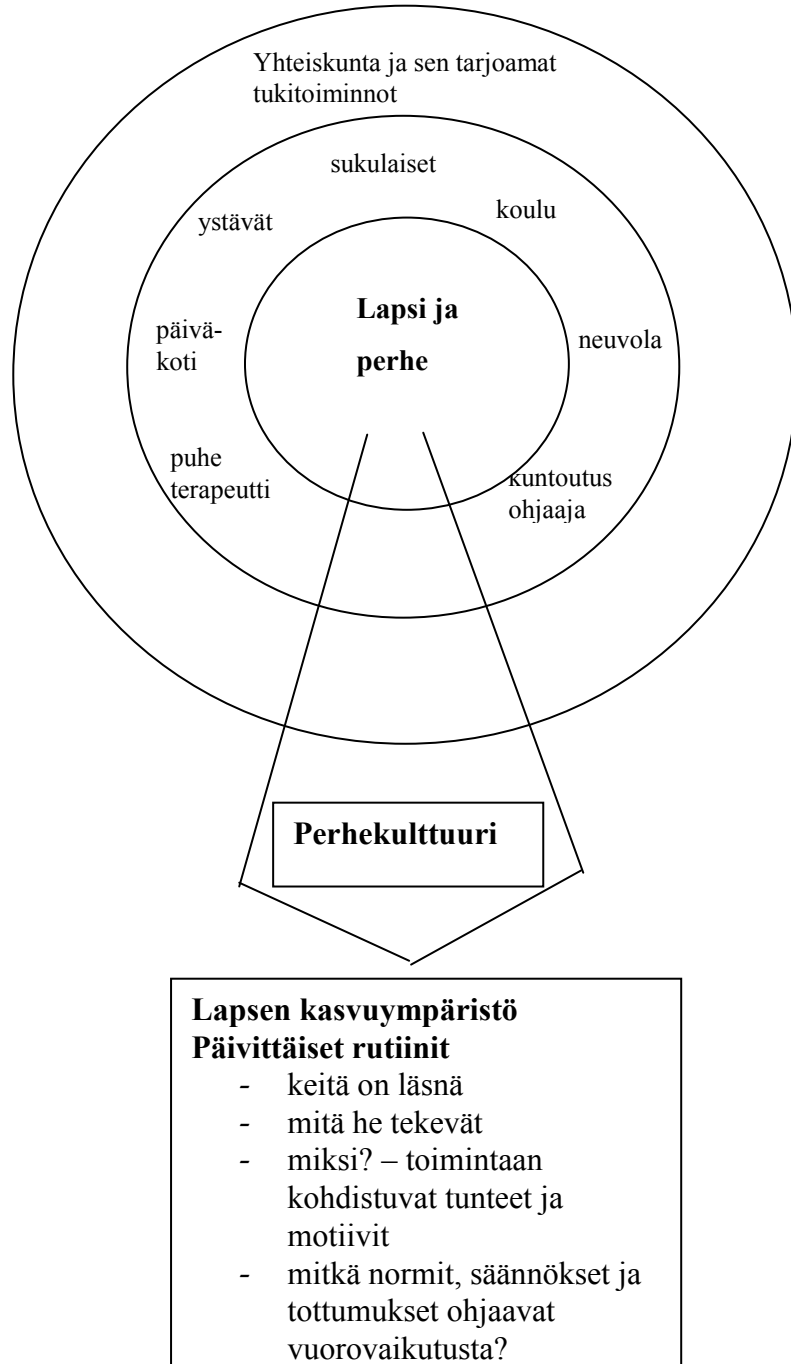 Yhteiskunta ja sen tarjoamat
tukitoiminnot
sukulaiset
koulu
ystävät
Lapsi ja
perhe
päivä-
koti
neuvola
puhe
terapeutti
kuntoutus
ohjaaja
Perhekulttuuri
Lapsen kasvuympäristö
Päivittäiset rutiinit
- keitä on läsnä
- mitä he tekevät
- miksi? – toimintaan
kohdistuvat tunteet ja
motiivit
- mitkä normit, säännökset ja
tottumukset ohjaavat
vuorovaikutusta?